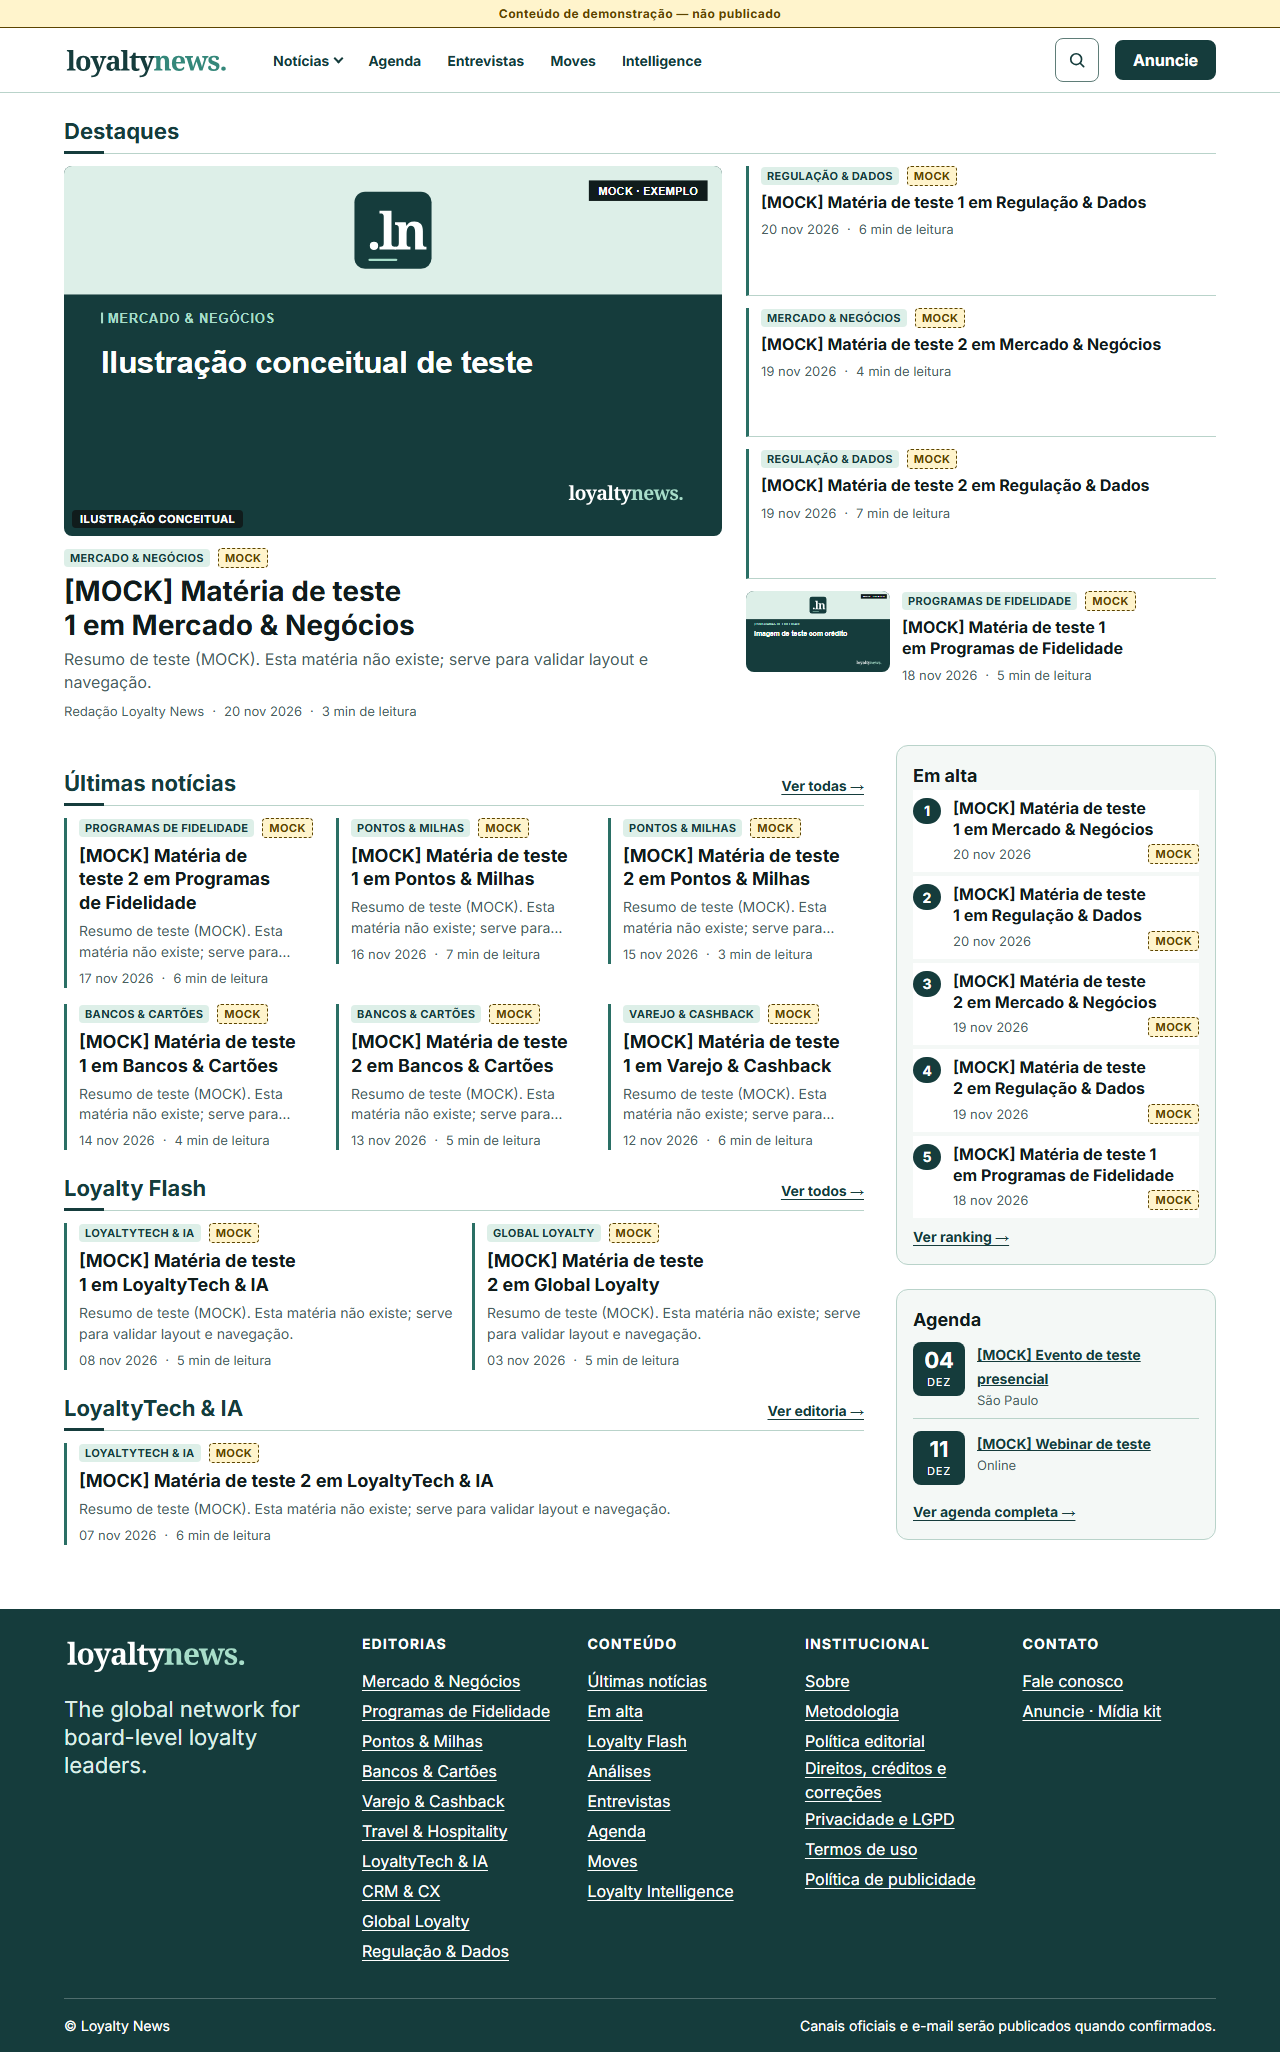 Conteúdo de demonstração — não publicado
loyaltynews.
Notícias
Agenda
Entrevistas
Moves
Intelligence
Anuncie
Destaques
MOCK · EXEMPLO
.ln
| MERCADO & NEGÓCIOS
Ilustração conceitual de teste
loyaltynews.
ILUSTRAÇÃO CONCEITUAL
MERCADO & NEGÓCIOS MOCK
[MOCK] Matéria de teste
1 em Mercado & Negócios
Resumo de teste (MOCK). Esta matéria não existe; serve para validar layout e
navegação.
Redação Loyalty News · 20 nov 2026 · 3 min de leitura
REGULAÇÃO & DADOS MOCK
[MOCK] Matéria de teste 1 em Regulação & Dados
20 nov 2026 · 6 min de leitura
MERCADO & NEGÓCIOS MOCK
[MOCK] Matéria de teste 2 em Mercado & Negócios
19 nov 2026 · 4 min de leitura
REGULAÇÃO & DADOS MOCK
[MOCK] Matéria de teste 2 em Regulação & Dados
19 nov 2026 · 7 min de leitura
.ln
Imagem de teste com crédito
loyaltynews.
PROGRAMAS DE FIDELIDADE MOCK
[MOCK] Matéria de teste 1
em Programas de Fidelidade
18 nov 2026 · 5 min de leitura
Últimas notícias
Ver todas →
PROGRAMAS DE FIDELIDADE MOCK
[MOCK] Matéria de
teste 2 em Programas
de Fidelidade
Resumo de teste (MOCK). Esta
matéria não existe; serve para...
17 nov 2026 · 6 min de leitura
PONTOS & MILHAS MOCK
[MOCK] Matéria de teste
1 em Pontos & Milhas
Resumo de teste (MOCK). Esta
matéria não existe; serve para...
16 nov 2026 · 7 min de leitura
PONTOS & MILHAS MOCK
[MOCK] Matéria de teste
2 em Pontos & Milhas
Resumo de teste (MOCK). Esta
matéria não existe; serve para...
15 nov 2026 · 3 min de leitura
BANCOS & CARTÕES MOCK
[MOCK] Matéria de teste
1 em Bancos & Cartões
Resumo de teste (MOCK). Esta
matéria não existe; serve para...
14 nov 2026 · 4 min de leitura
BANCOS & CARTÕES MOCK
[MOCK] Matéria de teste
2 em Bancos & Cartões
Resumo de teste (MOCK). Esta
matéria não existe; serve para...
13 nov 2026 · 5 min de leitura
VAREJO & CASHBACK MOCK
[MOCK] Matéria de teste
1 em Varejo & Cashback
Resumo de teste (MOCK). Esta
matéria não existe; serve para...
12 nov 2026 · 6 min de leitura
Loyalty Flash
Ver todos →
LOYALTYTECH & IA MOCK
[MOCK] Matéria de teste
1 em LoyaltyTech & IA
Resumo de teste (MOCK). Esta matéria não existe; serve
para validar layout e navegação.
08 nov 2026 · 5 min de leitura
GLOBAL LOYALTY MOCK
[MOCK] Matéria de teste
2 em Global Loyalty
Resumo de teste (MOCK). Esta matéria não existe; serve
para validar layout e navegação.
03 nov 2026 · 5 min de leitura
LoyaltyTech & IA
Ver editoria →
LOYALTYTECH & IA MOCK
[MOCK] Matéria de teste 2 em LoyaltyTech & IA
Resumo de teste (MOCK). Esta matéria não existe; serve para validar layout e navegação.
07 nov 2026 · 6 min de leitura
Em alta
1
[MOCK] Matéria de teste
1 em Mercado & Negócios
20 nov 2026 MOCK
2
[MOCK] Matéria de teste
1 em Regulação & Dados
20 nov 2026 MOCK
3
[MOCK] Matéria de teste
2 em Mercado & Negócios
19 nov 2026 MOCK
4
[MOCK] Matéria de teste
2 em Regulação & Dados
19 nov 2026 MOCK
5
[MOCK] Matéria de teste 1
em Programas de Fidelidade
18 nov 2026 MOCK
Ver ranking →
Agenda
04
DEZ
[MOCK] Evento de teste
presencial
São Paulo
11
DEZ
[MOCK] Webinar de teste
Online
Ver agenda completa →
loyaltynews.
The global network for
board-level loyalty
leaders.
EDITORIAS
Mercado & Negócios
Programas de Fidelidade
Pontos & Milhas
Bancos & Cartões
Varejo & Cashback
Travel & Hospitality
LoyaltyTech & IA
CRM & CX
Global Loyalty
Regulação & Dados
CONTEÚDO
Últimas notícias
Em alta
Loyalty Flash
Análises
Entrevistas
Agenda
Moves
Loyalty Intelligence
INSTITUCIONAL
Sobre
Metodologia
Política editorial
Direitos, créditos e
correções
Privacidade e LGPD
Termos de uso
Política de publicidade
CONTATO
Fale conosco
Anuncie · Mídia kit
© Loyalty News
Canais oficiais e e-mail serão publicados quando confirmados.